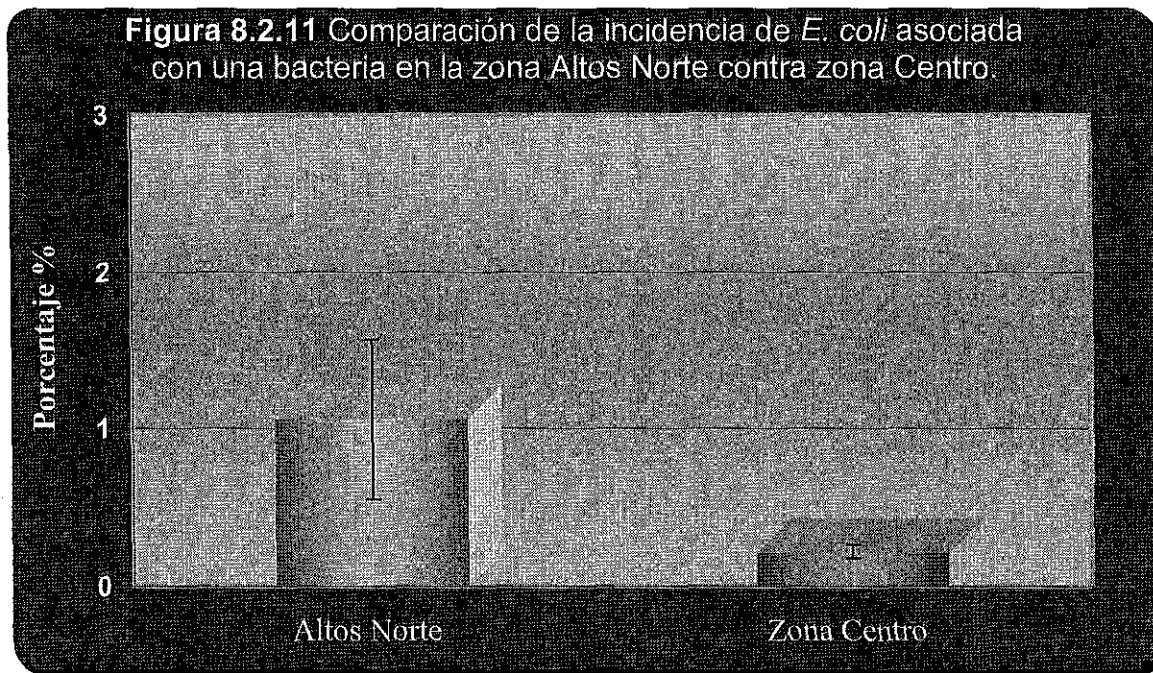 Figura 8.2.11 Comparación de la incidencia de E. coli asociada
con una bacteria en la zona Altos Norte contra zona Centro.
3
2
1
0
Porcentaje %
Altos Norte
Zona Centro